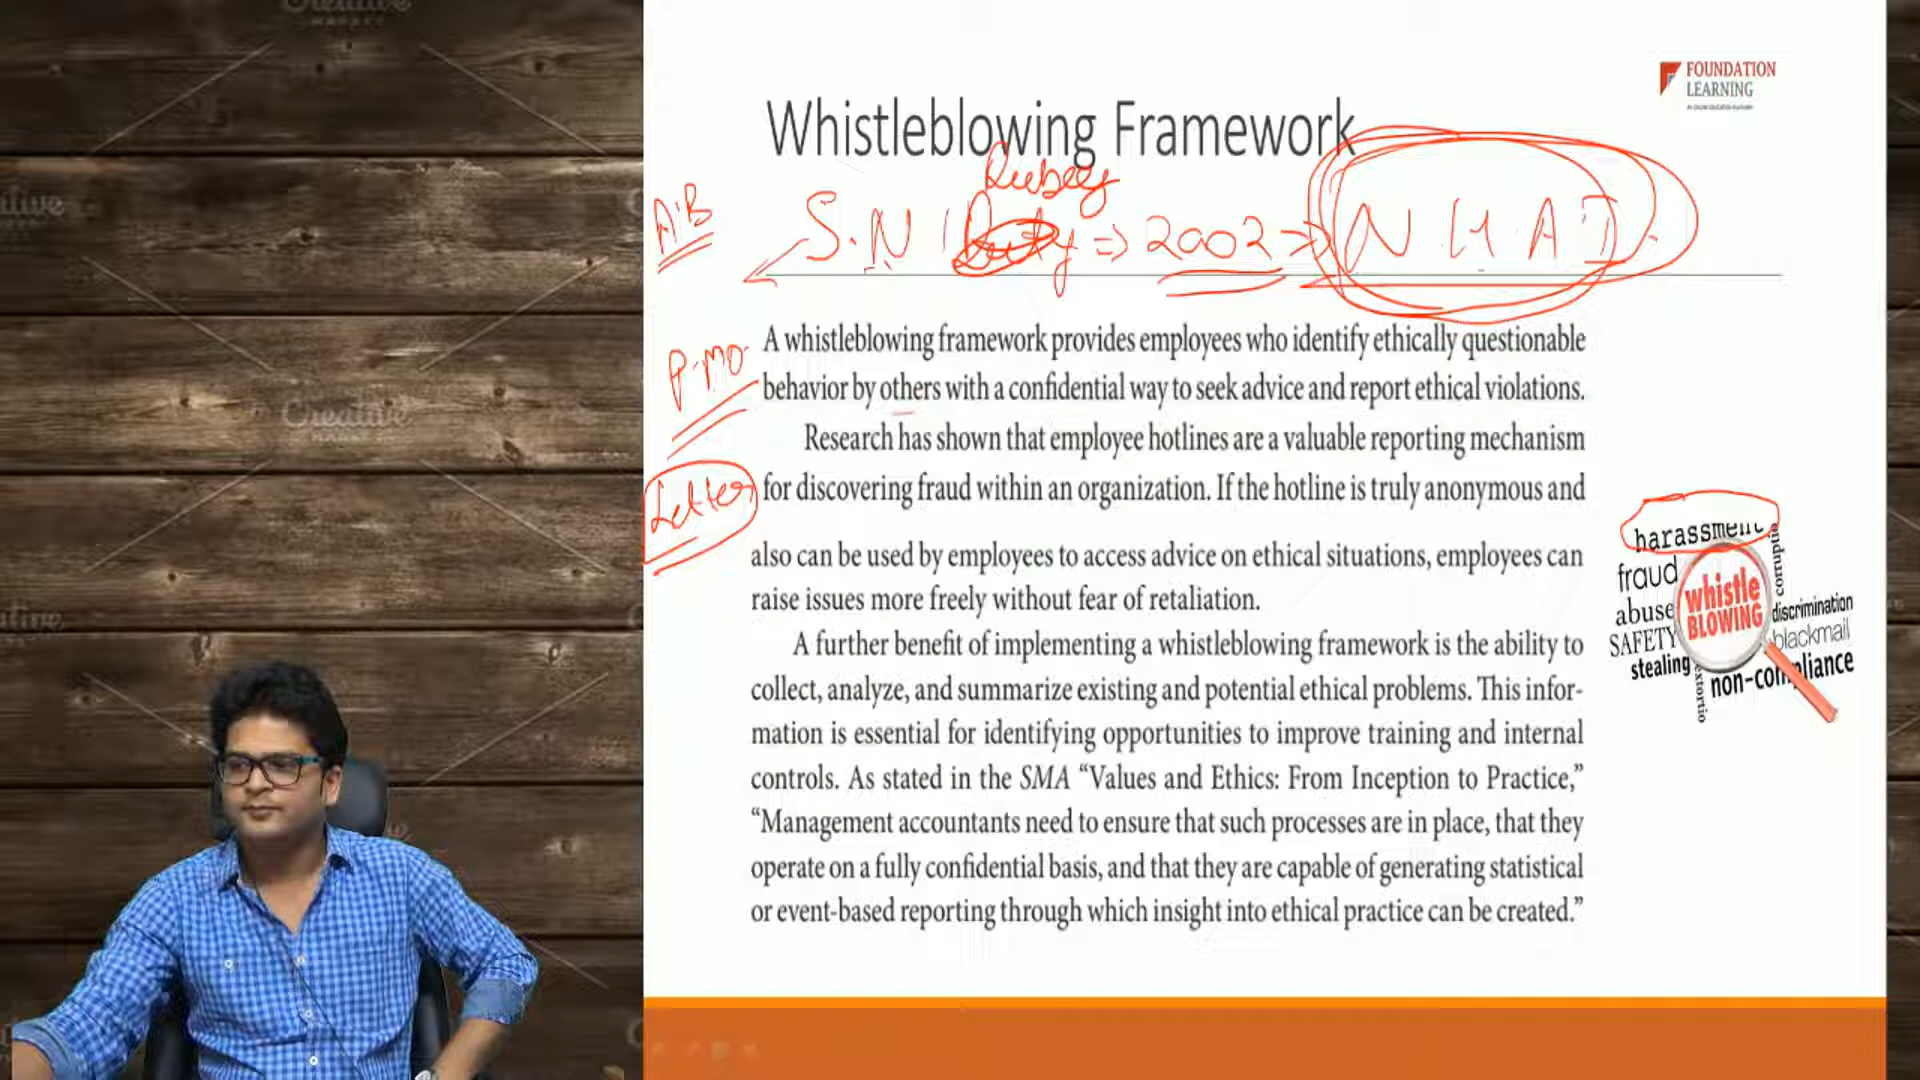 FOUNDATION
LEARNING
Whistleblowing Framework
A.B
S.N
Dubey
⇒ 2002 ⇒ N H A I.
P.MO.
Letter
A whistleblowing framework provides employees who identify ethically questionable
behavior by others with a confidential way to seek advice and report ethical violations.
Research has shown that employee hotlines are a valuable reporting mechanism
for discovering fraud within an organization. If the hotline is truly anonymous and
also can be used by employees to access advice on ethical situations, employees can
raise issues more freely without fear of retaliation.
A further benefit of implementing a whistleblowing framework is the ability to
collect, analyze, and summarize existing and potential ethical problems. This infor-
mation is essential for identifying opportunities to improve training and internal
controls. As stated in the SMA “Values and Ethics: From Inception to Practice,”
“Management accountants need to ensure that such processes are in place, that they
operate on a fully confidential basis, and that they are capable of generating statistical
or event-based reporting through which insight into ethical practice can be created.”
harassment
fraud
abuse
SAFETY
stealing
whistle
BLOWING
discrimination
blackmail
non-compliance
Creative
MARKET
Creative
MARKET